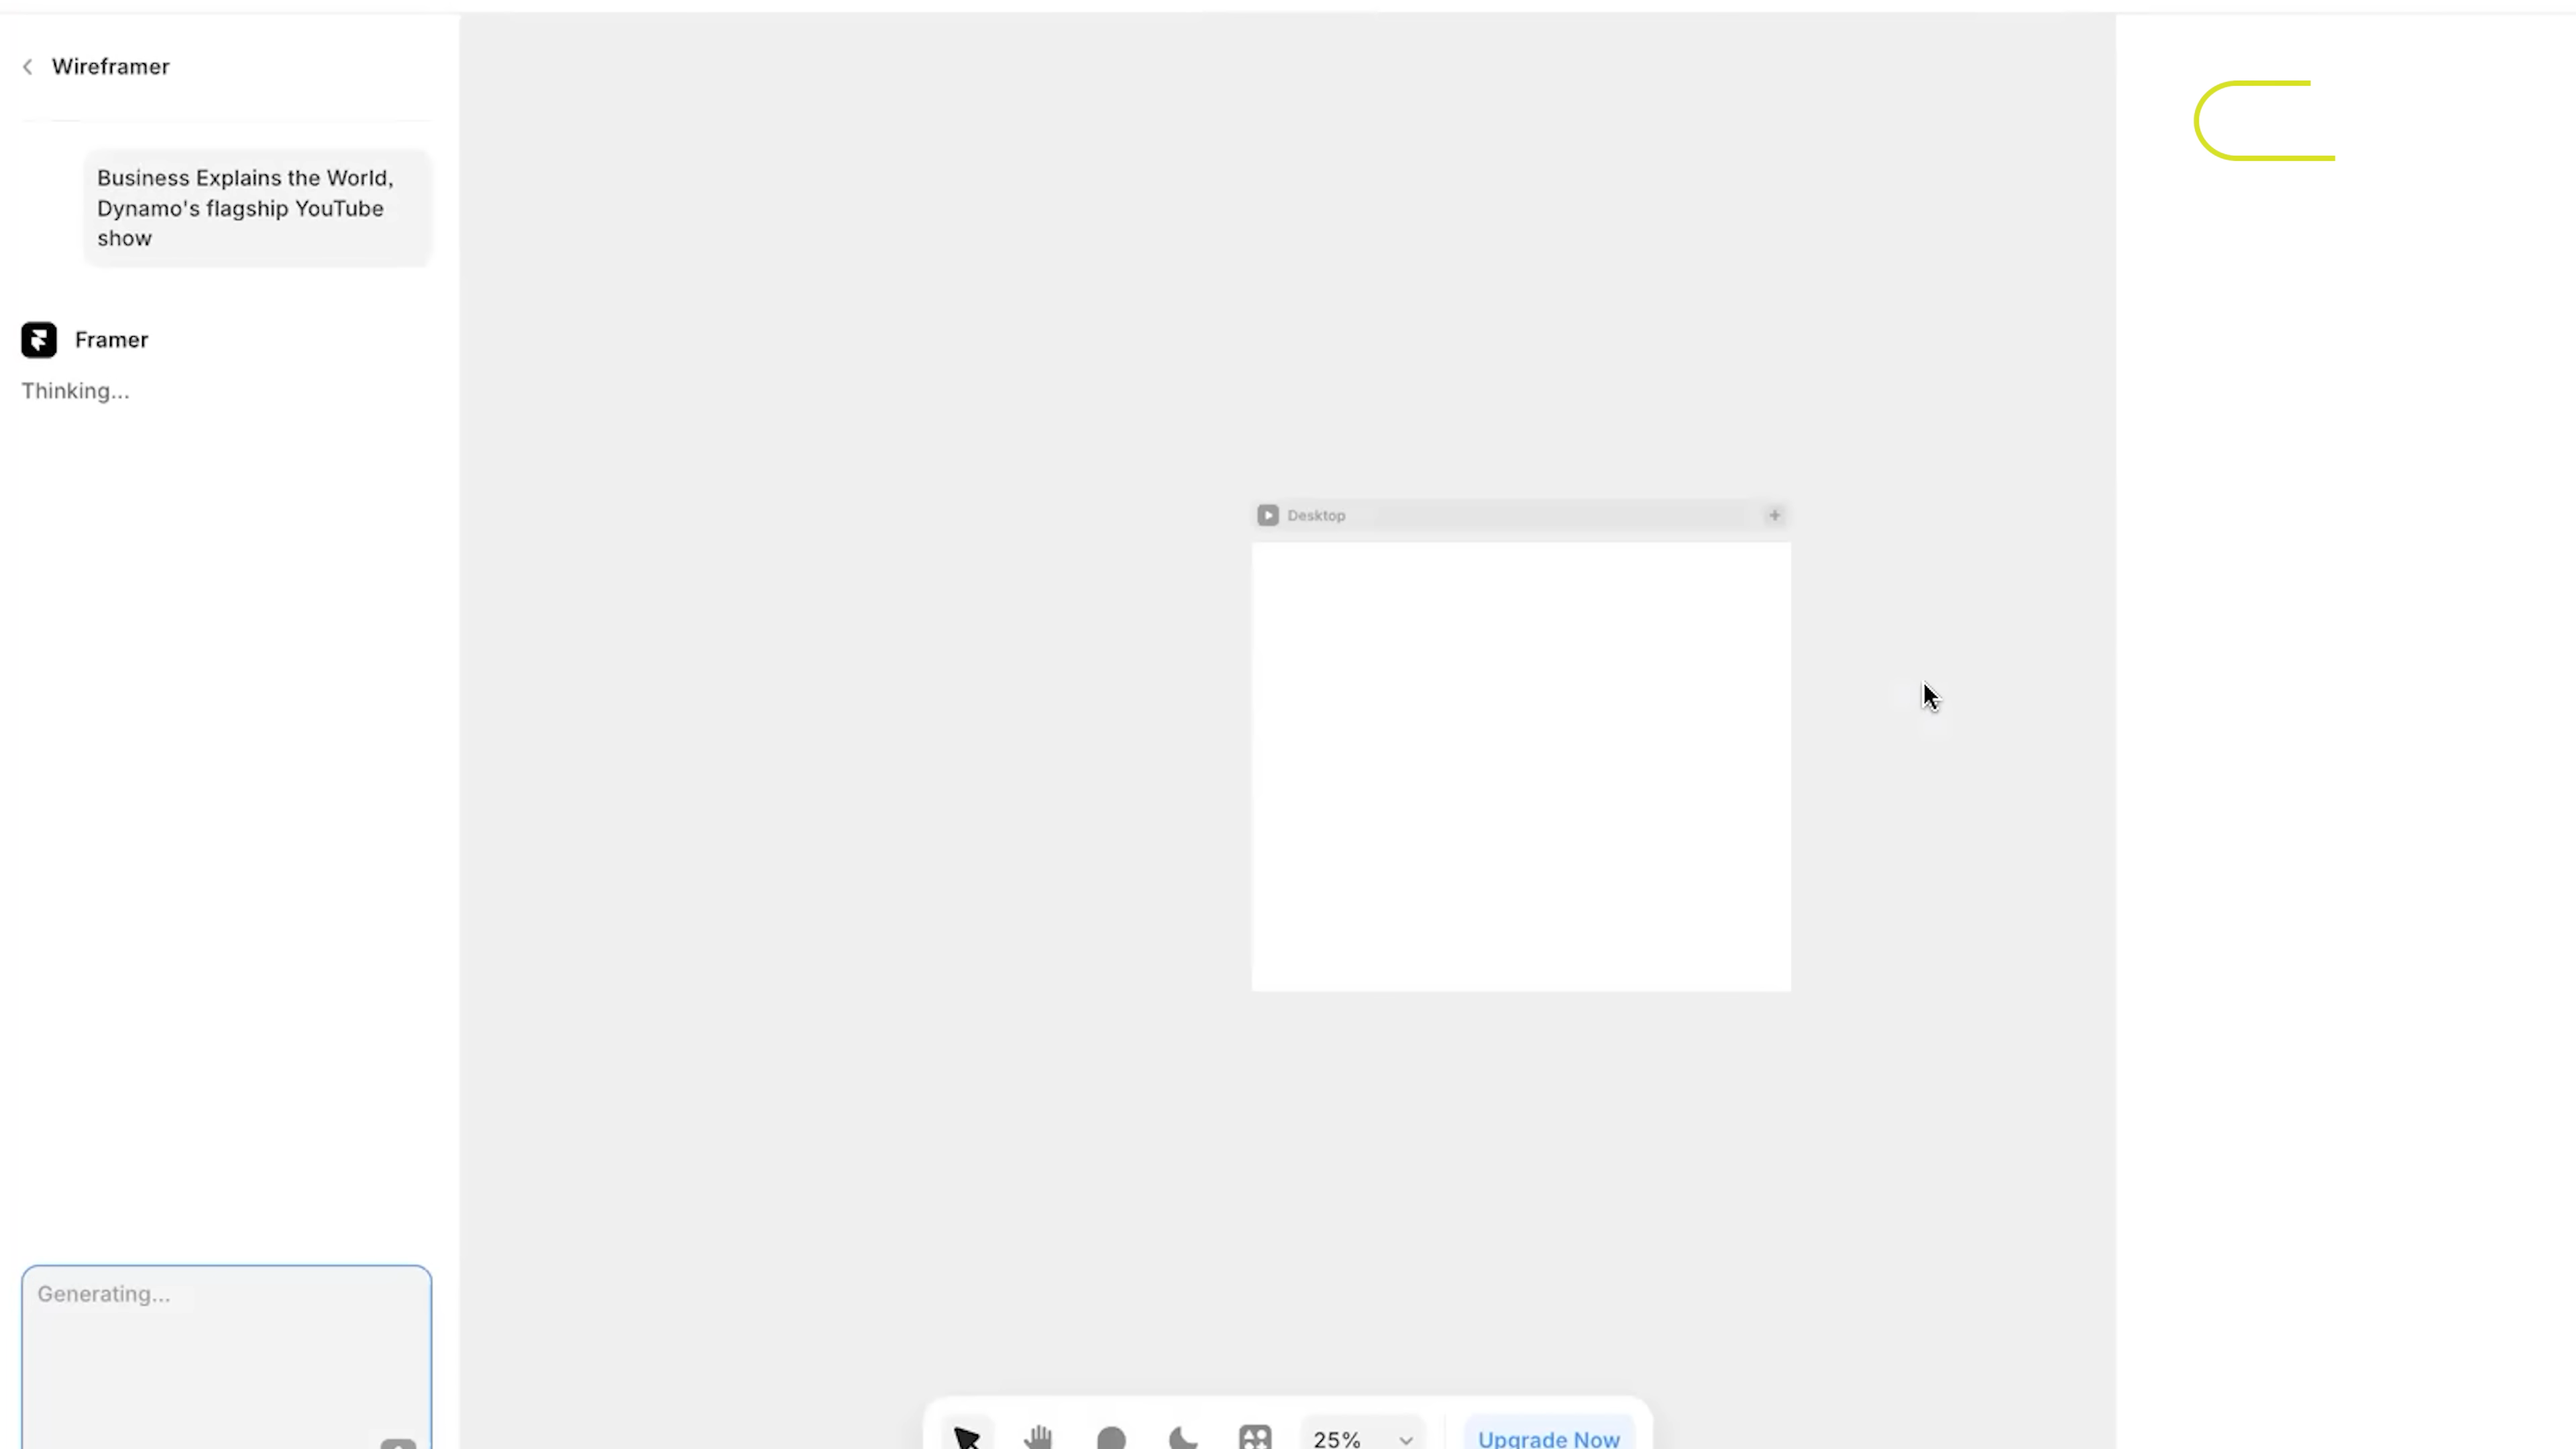 Wireframer
Business Explains the World,
Dynamo's flagship YouTube
show
Framer
Thinking...
Desktop
Generating...
25%
Upgrade Now